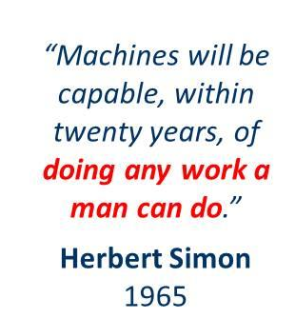 “Machines will be
capable, within
twenty years, of
doing any work a
man can do.”
Herbert Simon
1965